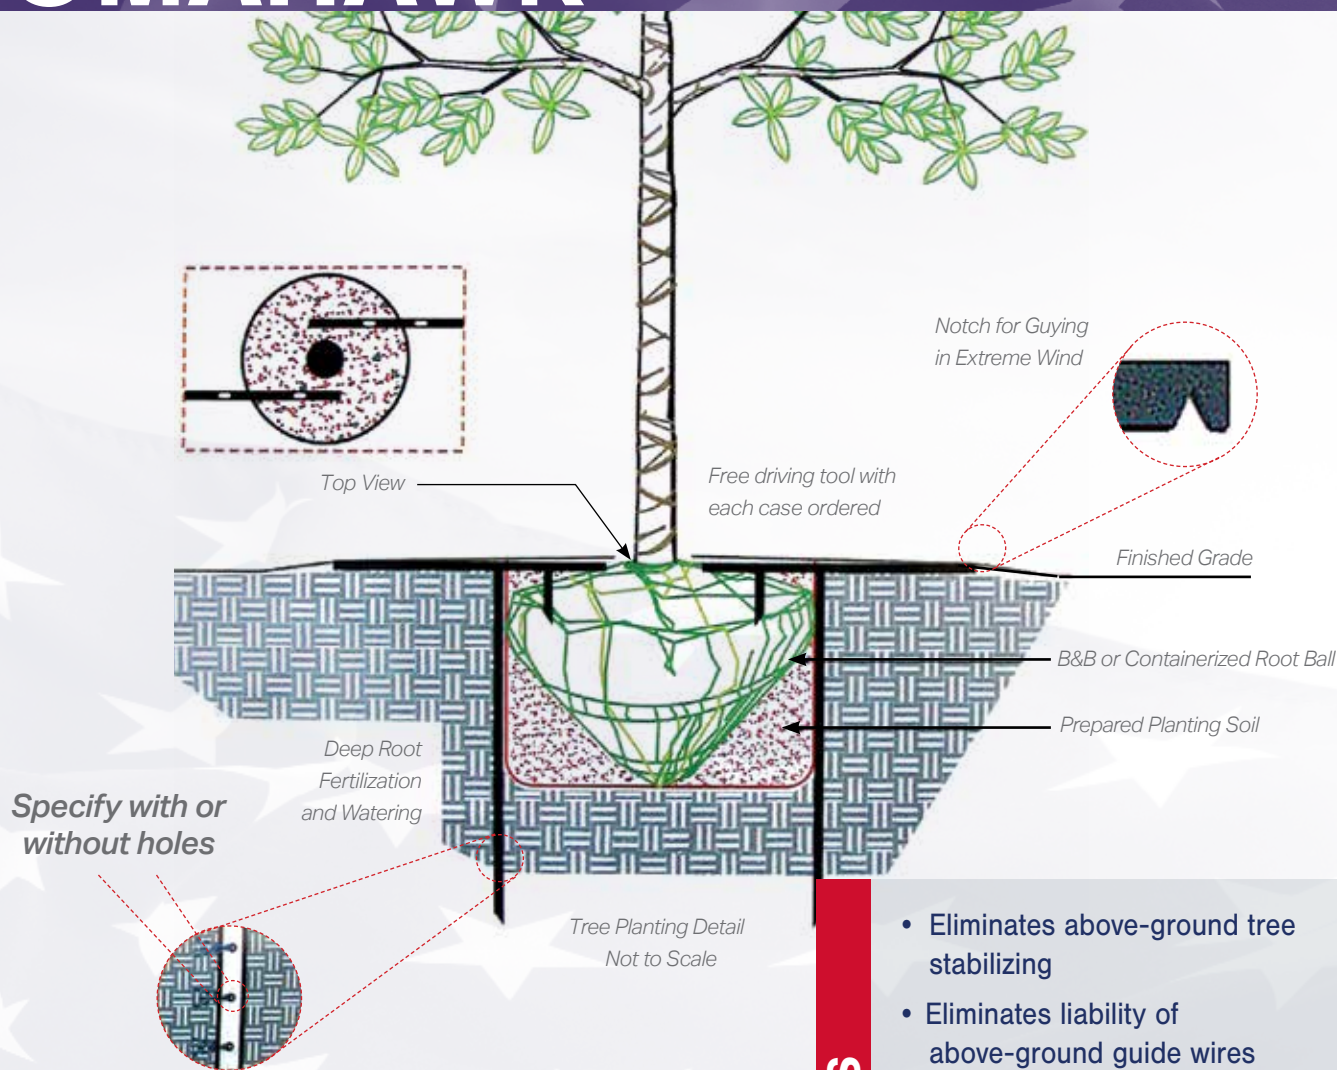 Notch for Guying
in Extreme Wind
Top View
Free driving tool with
each case ordered
Finished Grade
B&B or Containerized Root Ball
Prepared Planting Soil
Deep Root
Fertilization
and Watering
Specify with or
without holes
Tree Planting Detail
Not to Scale
• Eliminates above-ground tree
stabilizing
• Eliminates liability of
above-ground guide wires